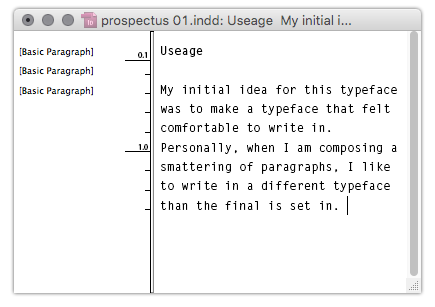 prospectus 01.indd: Useage  My initial i...
[Basic Paragraph]
0.1
Useage
[Basic Paragraph]
[Basic Paragraph]
My initial idea for this typeface
was to make a typeface that felt
comfortable to write in.
1.0
Personally, when I am composing a
smattering of paragraphs, I like
to write in a different typeface
than the final is set in.